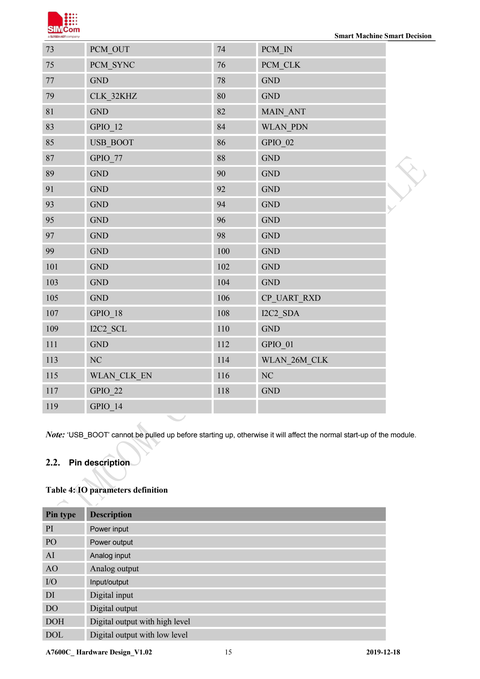 SIMCom
Smart Machine Smart Decision
73 PCM_OUT 74 PCM_IN
75 PCM_SYNC 76 PCM_CLK
77 GND 78 GND
79 CLK_32KHZ 80 GND
81 GND 82 MAIN_ANT
83 GPIO_12 84 WLAN_PDN
85 USB_BOOT 86 GPIO_02
87 GPIO_77 88 GND
89 GND 90 GND
91 GND 92 GND
93 GND 94 GND
95 GND 96 GND
97 GND 98 GND
99 GND 100 GND
101 GND 102 GND
103 GND 104 GND
105 GND 106 CP_UART_RXD
107 GPIO_18 108 I2C2_SDA
109 I2C2_SCL 110 GND
111 GND 112 GPIO_01
113 NC 114 WLAN_26M_CLK
115 WLAN_CLK_EN 116 NC
117 GPIO_22 118 GND
119 GPIO_14
Note: 'USB_BOOT' cannot be pulled up before starting up, otherwise it will affect the normal start-up of the module.
2.2. Pin description
Table 4: IO parameters definition
Pin type Description
PI Power input
PO Power output
AI Analog input
AO Analog output
I/O Input/output
DI Digital input
DO Digital output
DOH Digital output with high level
DOL Digital output with low level
A7600C_ Hardware Design_V1.02 15 2019-12-18